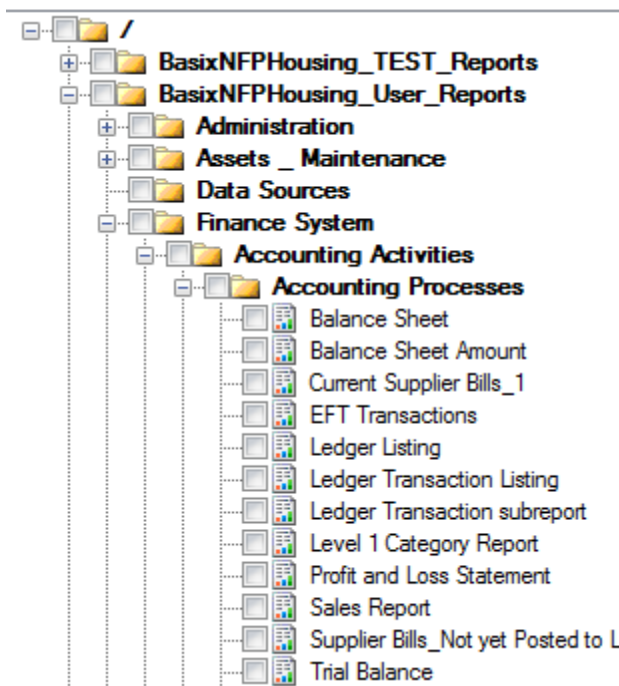 /
BasixNFPHousing_TEST_Reports
BasixNFPHousing_User_Reports
Administration
Assets _ Maintenance
Data Sources
Finance System
Accounting Activities
Accounting Processes
Balance Sheet
Balance Sheet Amount
Current Supplier Bills_1
EFT Transactions
Ledger Listing
Ledger Transaction Listing
Ledger Transaction subreport
Level 1 Category Report
Profit and Loss Statement
Sales Report
Supplier Bills_Not yet Posted to L
Trial Balance